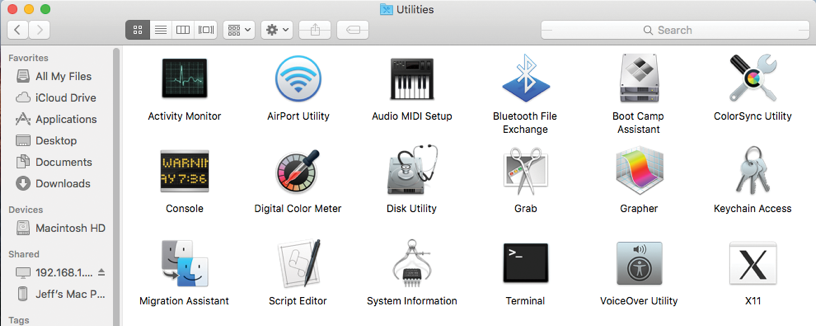 Utilities
Search
Favorites
All My Files
iCloud Drive
Applications
Desktop
Documents
Downloads
Devices
Macintosh HD
Shared
192.168.1....
Jeff's Mac P...
Tags
Activity Monitor
AirPort Utility
Audio MIDI Setup
Bluetooth File
Exchange
Boot Camp
Assistant
ColorSync Utility
WARNIN
AY 7:36
Console
Digital Color Meter
Disk Utility
Grab
Grapher
Keychain Access
Migration Assistant
Script Editor
System Information
>_
Terminal
VoiceOver Utility
X
X11